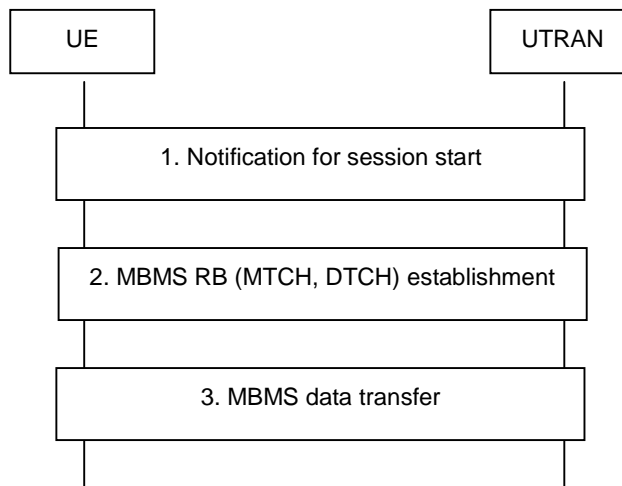 UE
UTRAN
1. Notification for session start
2. MBMS RB (MTCH, DTCH) establishment
3. MBMS data transfer